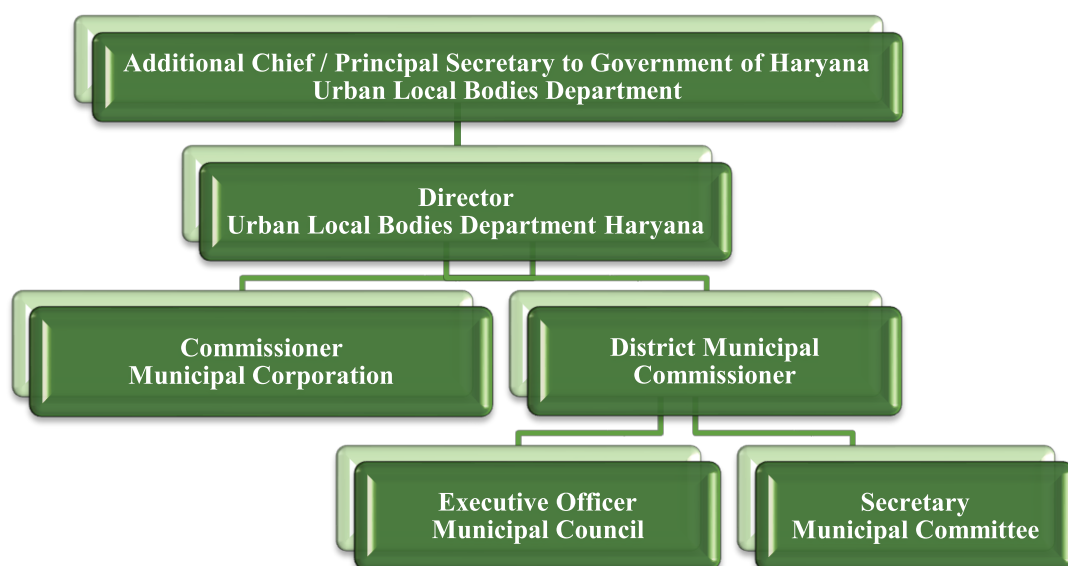 Additional Chief / Principal Secretary to Government of Haryana
Urban Local Bodies Department
Director
Urban Local Bodies Department Haryana
Commissioner
Municipal Corporation
District Municipal
Commissioner
Executive Officer
Municipal Council
Secretary
Municipal Committee